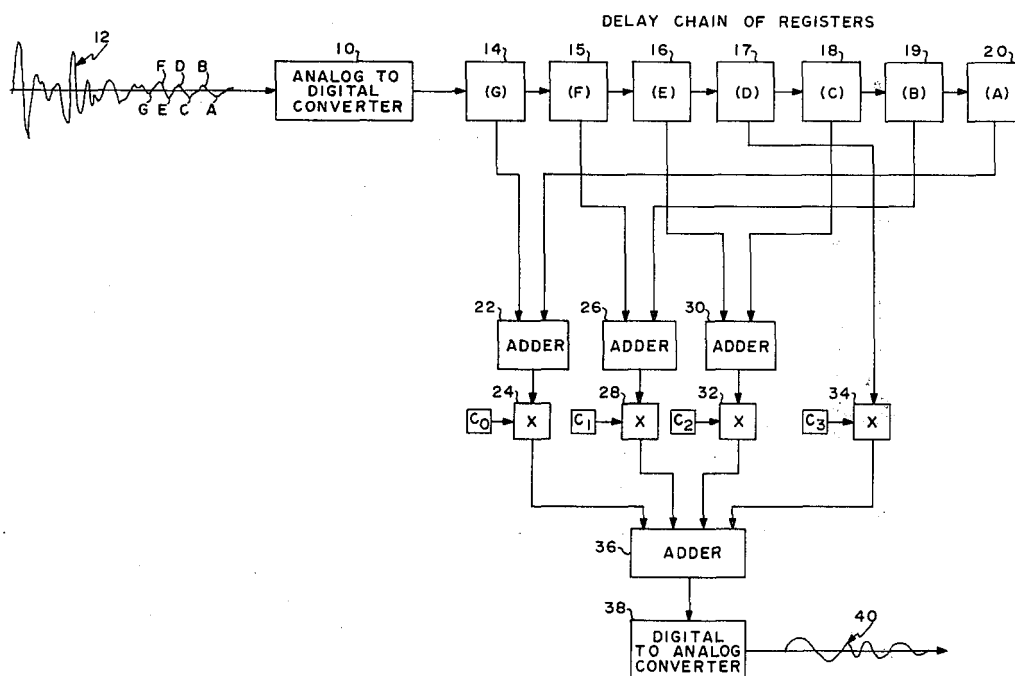 DELAY CHAIN OF REGISTERS
12 10 14 15 16 17 18 19 20
F D B
G E C A
ANALOG TO
DIGITAL
CONVERTER
(G) (F) (E) (D) (C) (B) (A)
22 26 30
ADDER ADDER ADDER
24 28 32 34
C0 X C1 X C2 X C3 X
36 ADDER
38 40
DIGITAL
TO ANALOG
CONVERTER